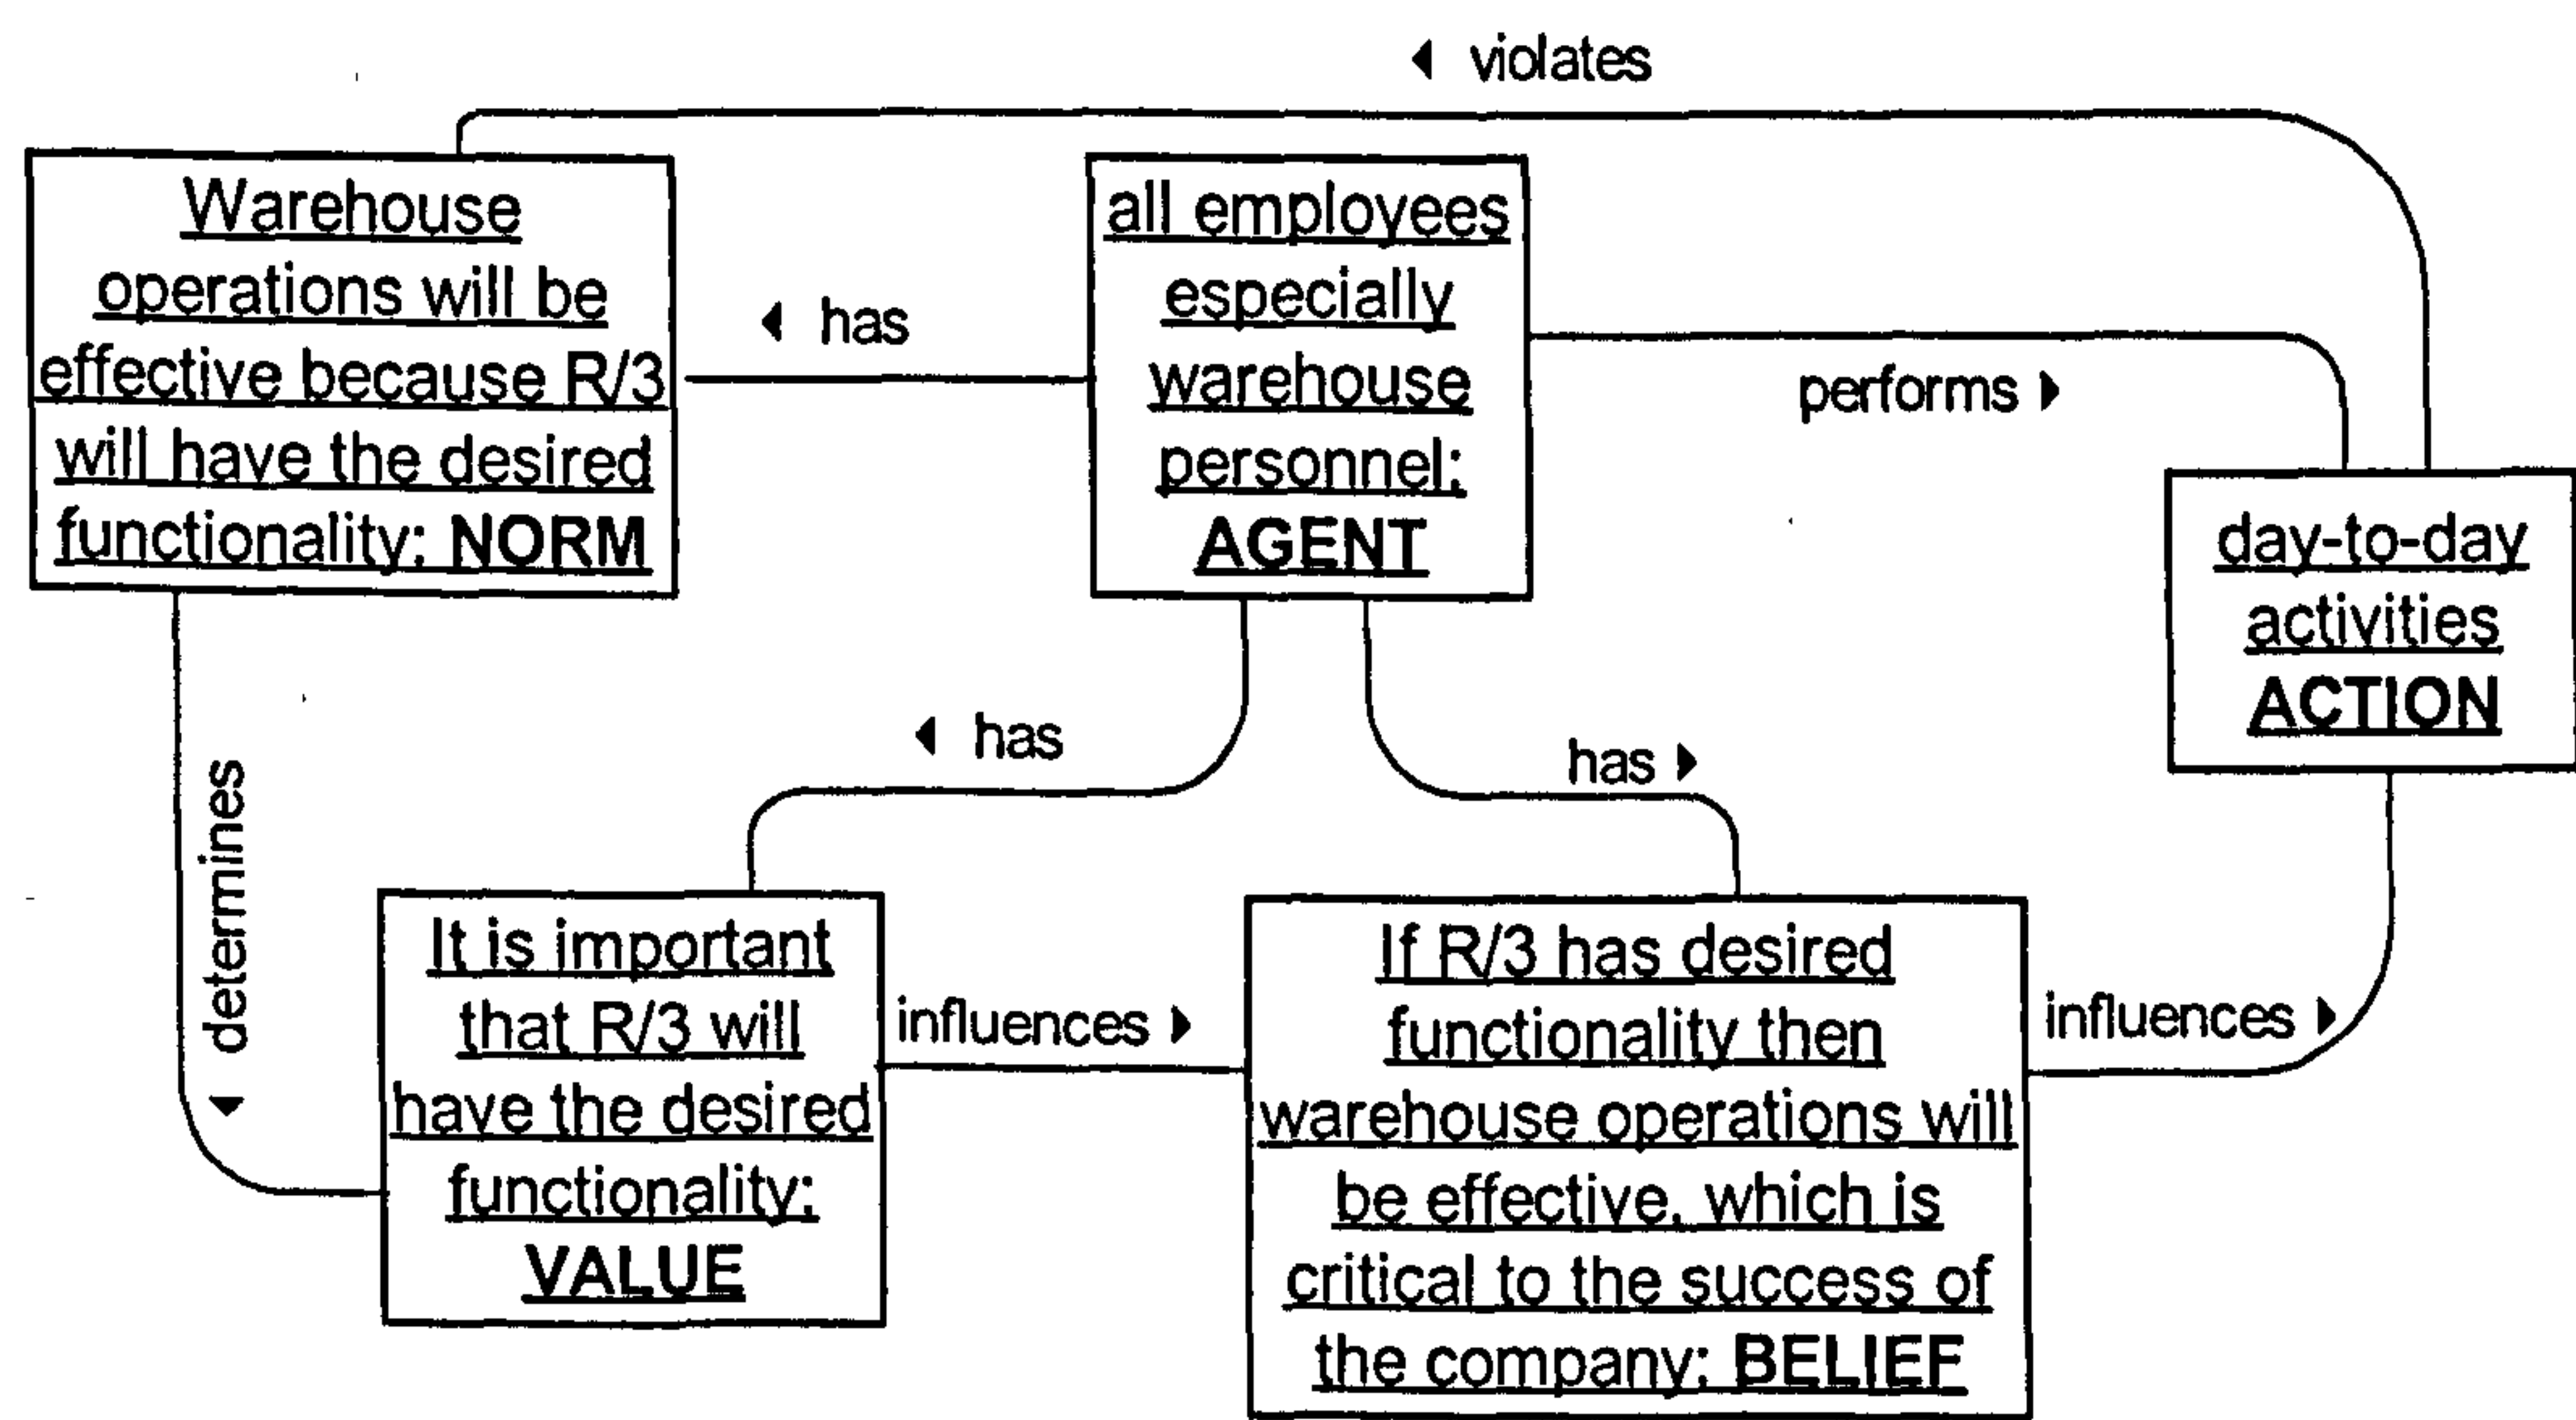 ◄ violates
Warehouse
operations will be
effective because R/3
will have the desired
functionality: NORM
◄ has
all employees
especially
warehouse
personnel:
AGENT
performs ►
day-to-day
activities
ACTION
◄ has
has ►
◄ determines
It is important
that R/3 will
have the desired
functionality:
VALUE
influences ►
If R/3 has desired
functionality then
warehouse operations will
be effective, which is
critical to the success of
the company: BELIEF
influences ►